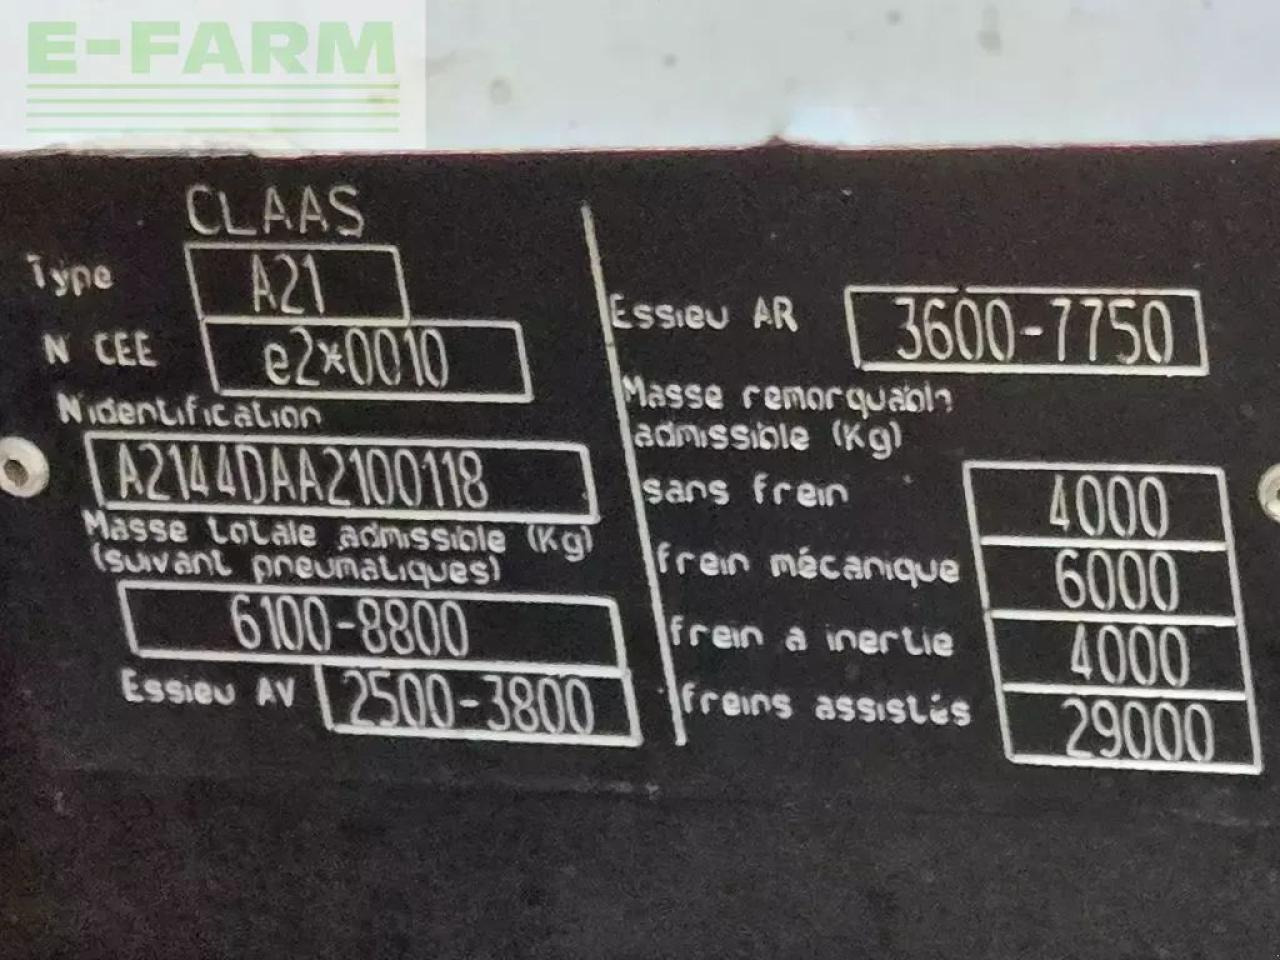 E-FARM
CLAAS
Type A21
N CEE e2*0010
N identification
A2144DAA2100118
Masse totale admissible (Kg)
(suivant pneumatiques)
6100-8800
Essieu AV 2500-3800
Essieu AR 3600-7750
Masse remorquable
admissible (Kg)
sans frein 4000
frein mécanique 6000
frein a inertie 4000
freins assistés 29000